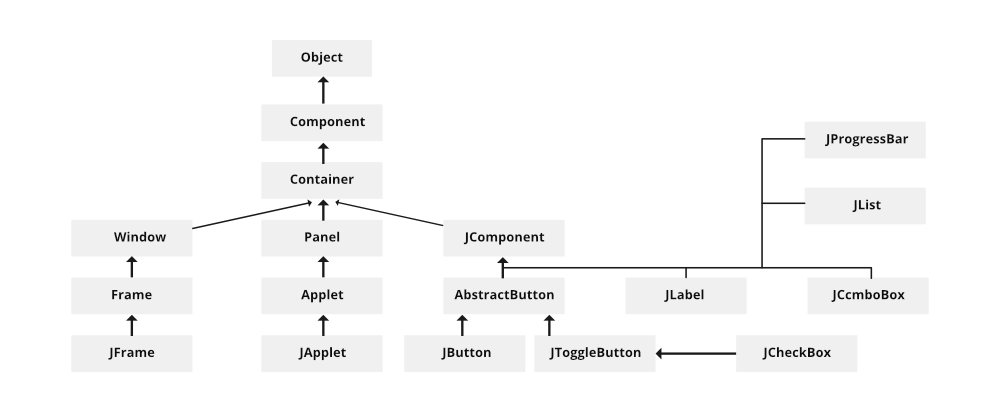 Object
Component
Container
JProgressBar
JList
Window
Panel
JComponent
Frame
Applet
AbstractButton
JLabel
JCcmboBox
JFrame
JApplet
JButton
JToggleButton
JCheckBox